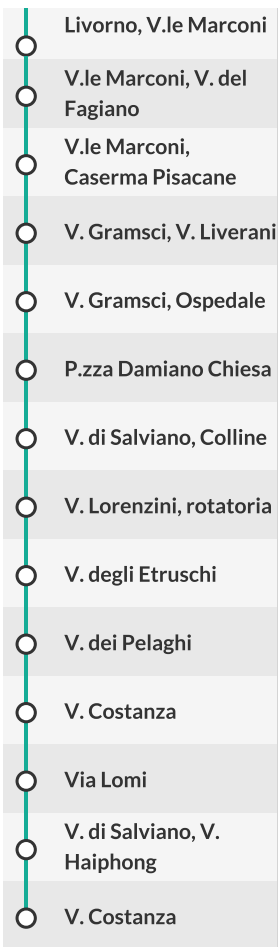 Livorno, V.le Marconi
V.le Marconi, V. del
Fagiano
V.le Marconi,
Caserma Pisacane
V. Gramsci, V. Liverani
V. Gramsci, Ospedale
P.zza Damiano Chiesa
V. di Salviano, Colline
V. Lorenzini, rotatoria
V. degli Etruschi
V. dei Pelaghi
V. Costanza
Via Lomi
V. di Salviano, V.
Haiphong
V. Costanza